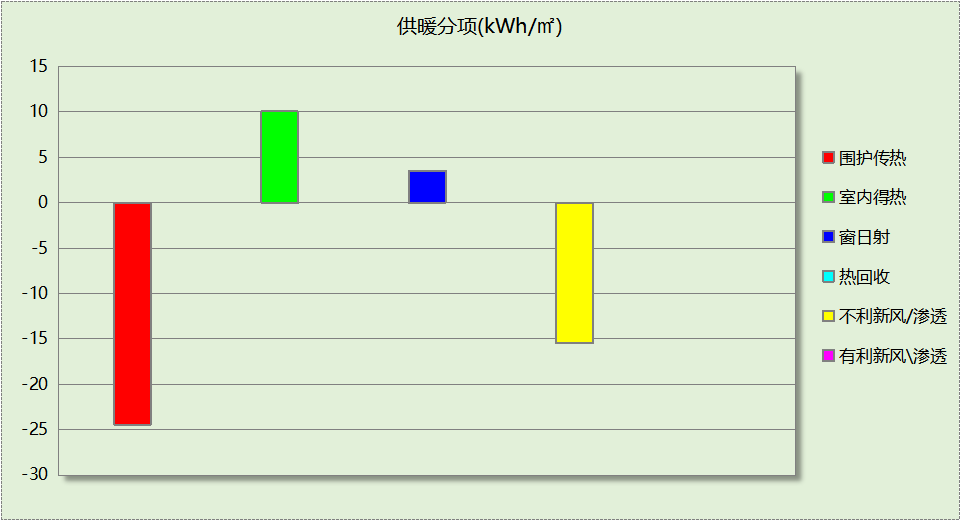 供暖分项(kWh/㎡)
15
10
5
0
-5
-10
-15
-20
-25
-30
围护传热
室内得热
窗日射
热回收
不利新风/渗透
有利新风\渗透